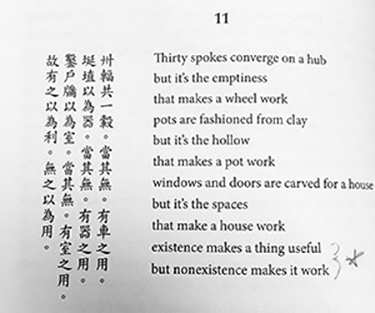 11
卅輻共一轂。當其無。有車之用。
埏埴以為器。當其無。有器之用。
鑿戶牖以為室。當其無。有室之用。
故有之以為利。無之以為用。
Thirty spokes converge on a hub
but it's the emptiness
that makes a wheel work
pots are fashioned from clay
but it's the hollow
that makes a pot work
windows and doors are carved for a house
but it's the spaces
that make a house work
existence makes a thing useful
but nonexistence makes it work